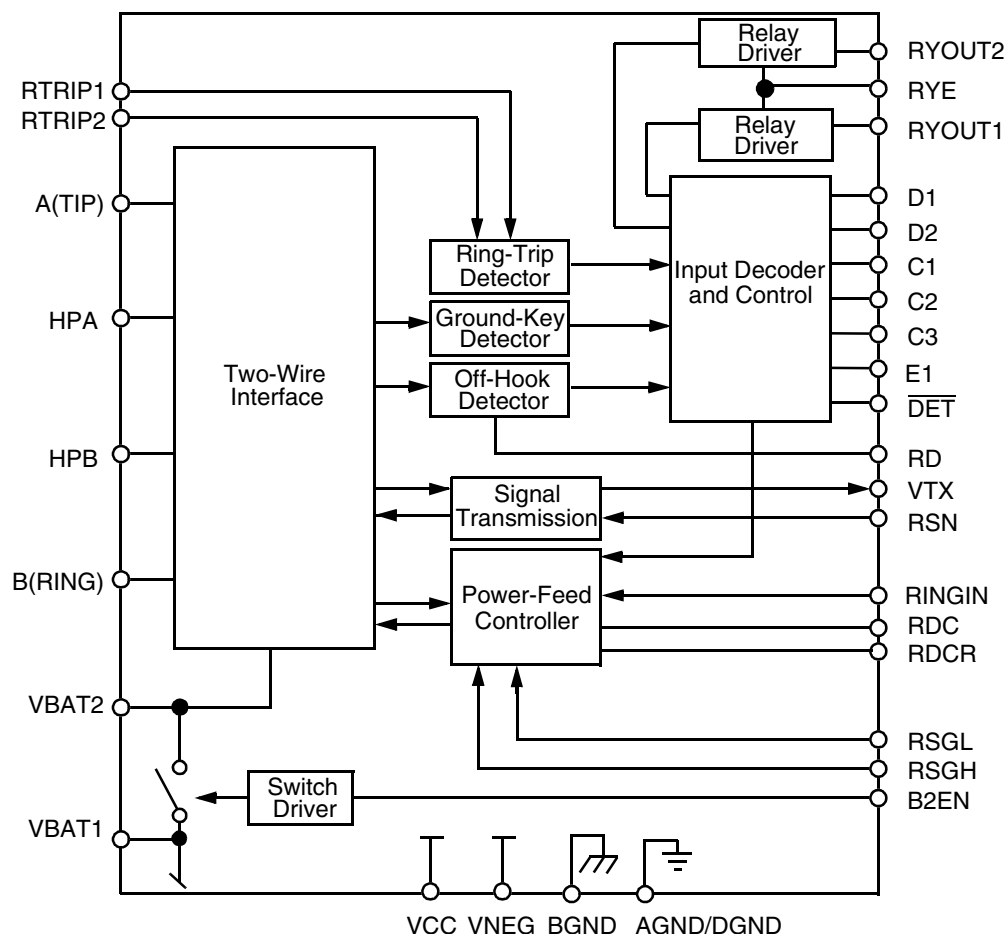 Relay
Driver
RYOUT2
RTRIP1
RYE
RTRIP2
Relay
Driver
RYOUT1
A(TIP)
D1
D2
Ring-Trip
Detector
Input Decoder
and Control
C1
C2
HPA
Ground-Key
Detector
C3
Two-Wire
Interface
Off-Hook
Detector
E1
DET
HPB
RD
Signal
Transmission
VTX
RSN
B(RING)
Power-Feed
Controller
RINGIN
RDC
RDCR
VBAT2
RSGL
RSGH
Switch
Driver
B2EN
VBAT1
VCC VNEG BGND AGND/DGND